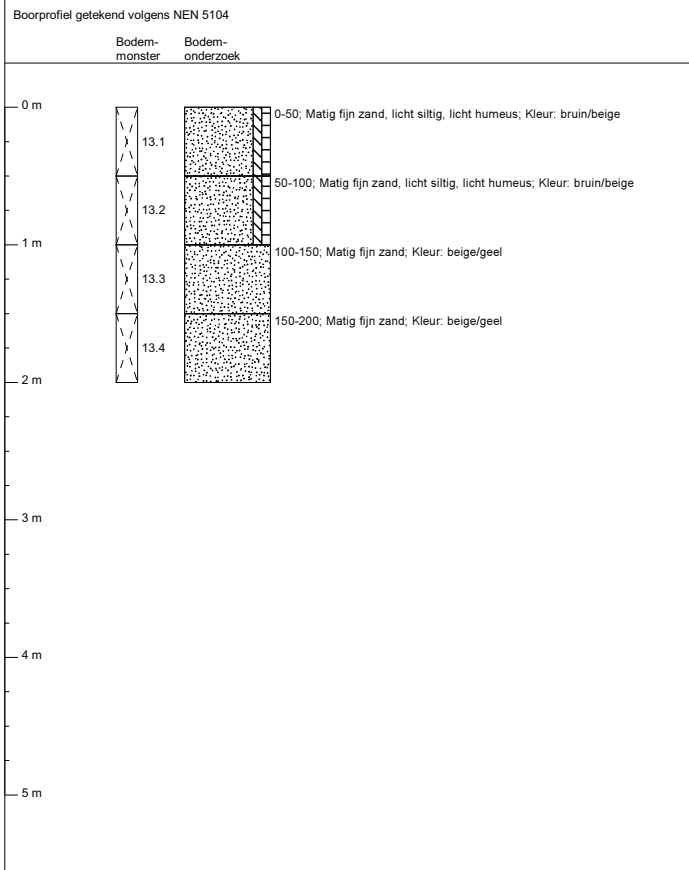 Boorprofiel getekend volgens NEN 5104
Bodem-
monster
Bodem-
onderzoek
0 m
13.1
0-50; Matig fijn zand, licht siltig, licht humeus; Kleur: bruin/beige
13.2
50-100; Matig fijn zand, licht siltig, licht humeus; Kleur: bruin/beige
1 m
13.3
100-150; Matig fijn zand; Kleur: beige/geel
13.4
150-200; Matig fijn zand; Kleur: beige/geel
2 m
3 m
4 m
5 m